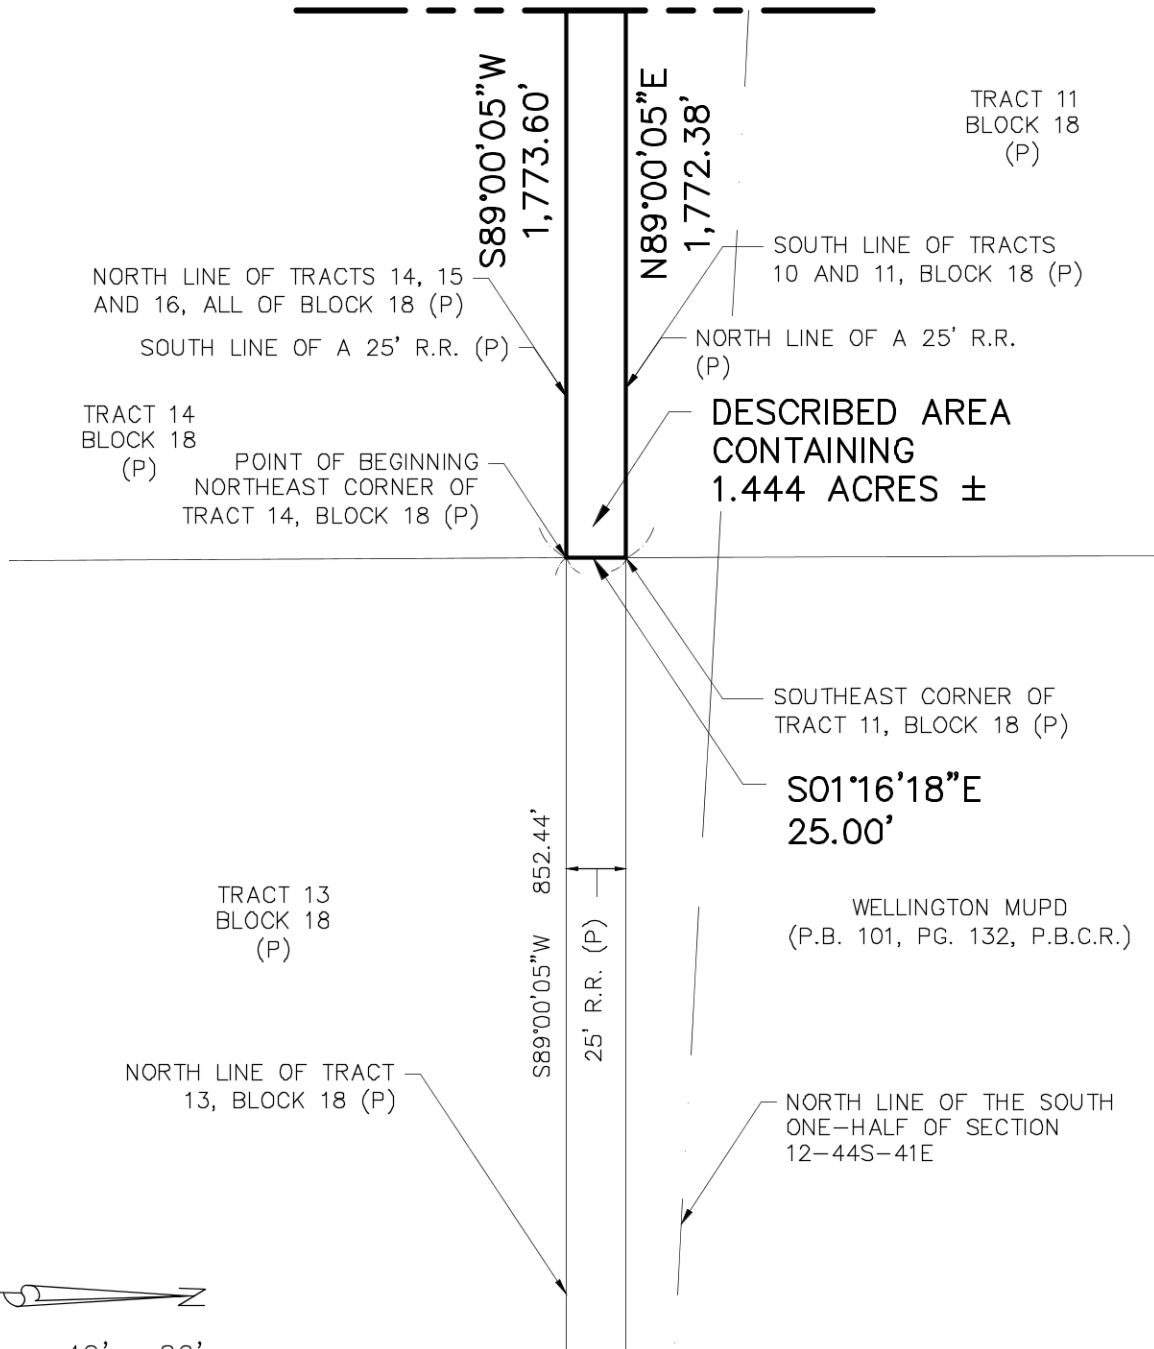 S89°00'05"W
1,773.60'
N89°00'05"E
1,772.38'
TRACT 11
BLOCK 18
(P)
SOUTH LINE OF TRACTS
10 AND 11, BLOCK 18 (P)
NORTH LINE OF TRACTS 14, 15
AND 16, ALL OF BLOCK 18 (P)
SOUTH LINE OF A 25' R.R. (P)
NORTH LINE OF A 25' R.R.
(P)
TRACT 14
BLOCK 18
(P)
DESCRIBED AREA
CONTAINING
1.444 ACRES ±
POINT OF BEGINNING
NORTHEAST CORNER OF
TRACT 14, BLOCK 18 (P)
SOUTHEAST CORNER OF
TRACT 11, BLOCK 18 (P)
S01°16'18"E
25.00'
S89°00'05"W 852.44'
25' R.R. (P)
TRACT 13
BLOCK 18
(P)
WELLINGTON MUPD
(P.B. 101, PG. 132, P.B.C.R.)
NORTH LINE OF TRACT
13, BLOCK 18 (P)
NORTH LINE OF THE SOUTH
ONE-HALF OF SECTION
12-44S-41E
N